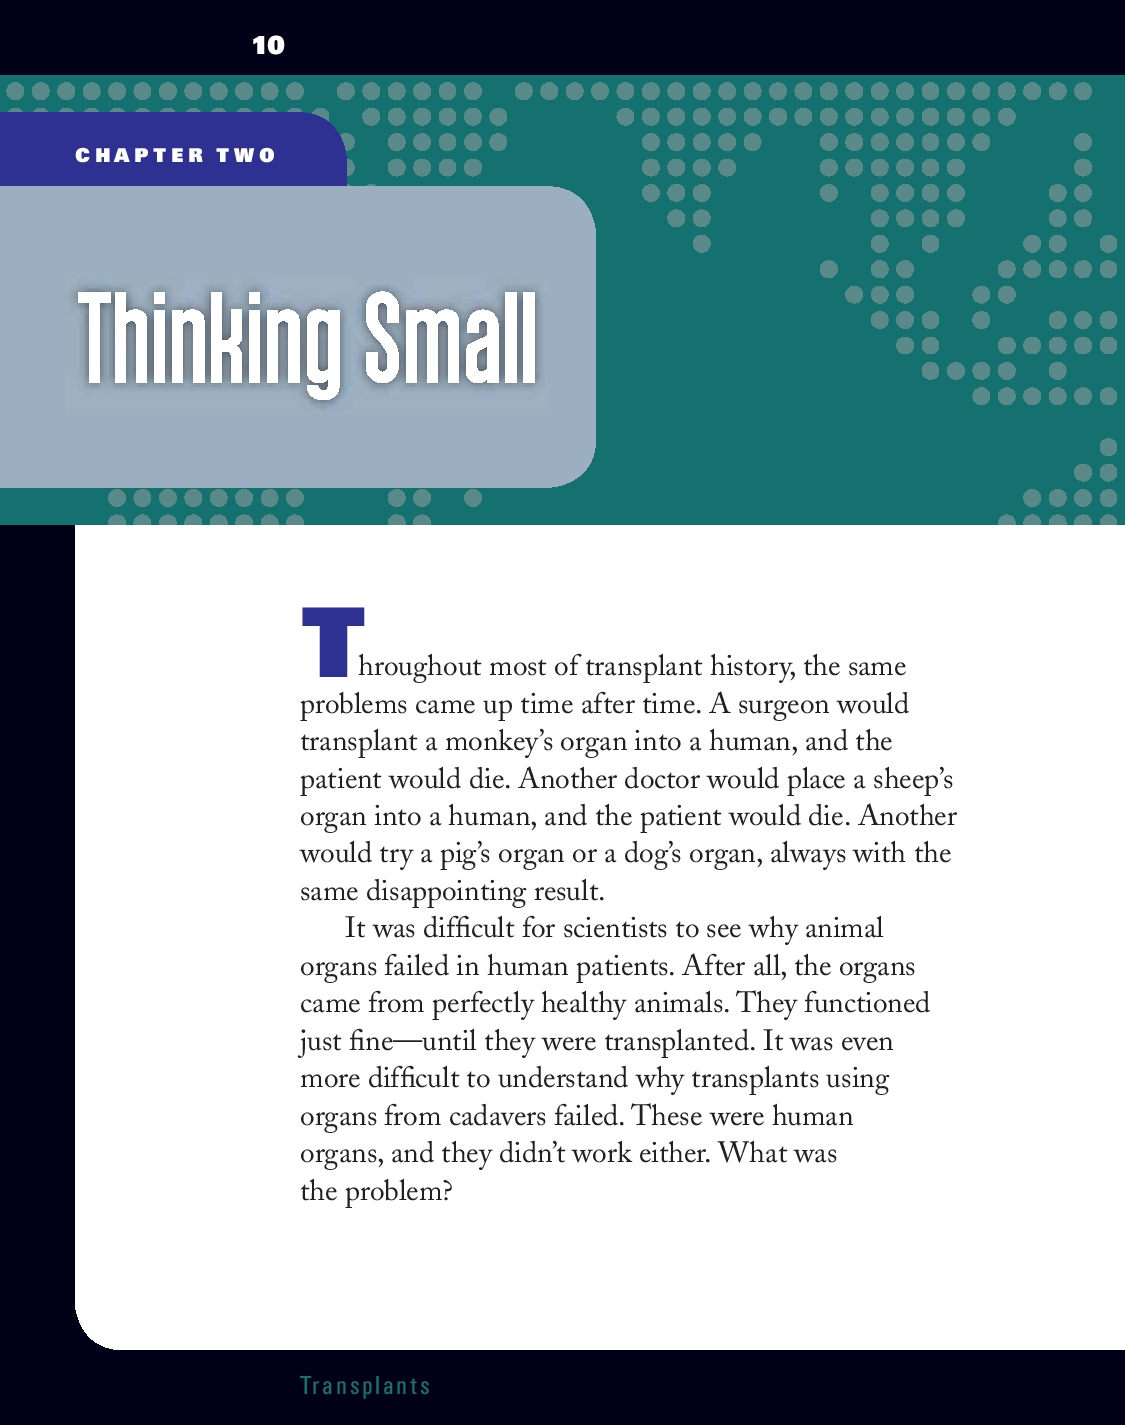 10
CHAPTER TWO
Thinking Small
Throughout most of transplant history, the same
problems came up time after time. A surgeon would
transplant a monkey’s organ into a human, and the
patient would die. Another doctor would place a sheep’s
organ into a human, and the patient would die. Another
would try a pig’s organ or a dog’s organ, always with the
same disappointing result.
It was difficult for scientists to see why animal
organs failed in human patients. After all, the organs
came from perfectly healthy animals. They functioned
just fine—until they were transplanted. It was even
more difficult to understand why transplants using
organs from cadavers failed. These were human
organs, and they didn’t work either. What was
the problem?
Transplants